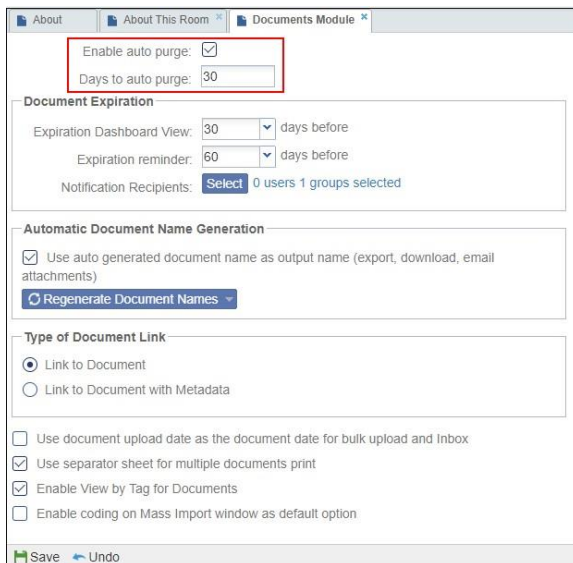 About About This Room × Documents Module ×
Enable auto purge:
Days to auto purge: 30
Document Expiration
Expiration Dashboard View: 30 days before
Expiration reminder: 60 days before
Notification Recipients: Select 0 users 1 groups selected
Automatic Document Name Generation
Use auto generated document name as output name (export, download, email
attachments)
Regenerate Document Names
Type of Document Link
Link to Document
Link to Document with Metadata
Use document upload date as the document date for bulk upload and Inbox
Use separator sheet for multiple documents print
Enable View by Tag for Documents
Enable coding on Mass Import window as default option
Save Undo